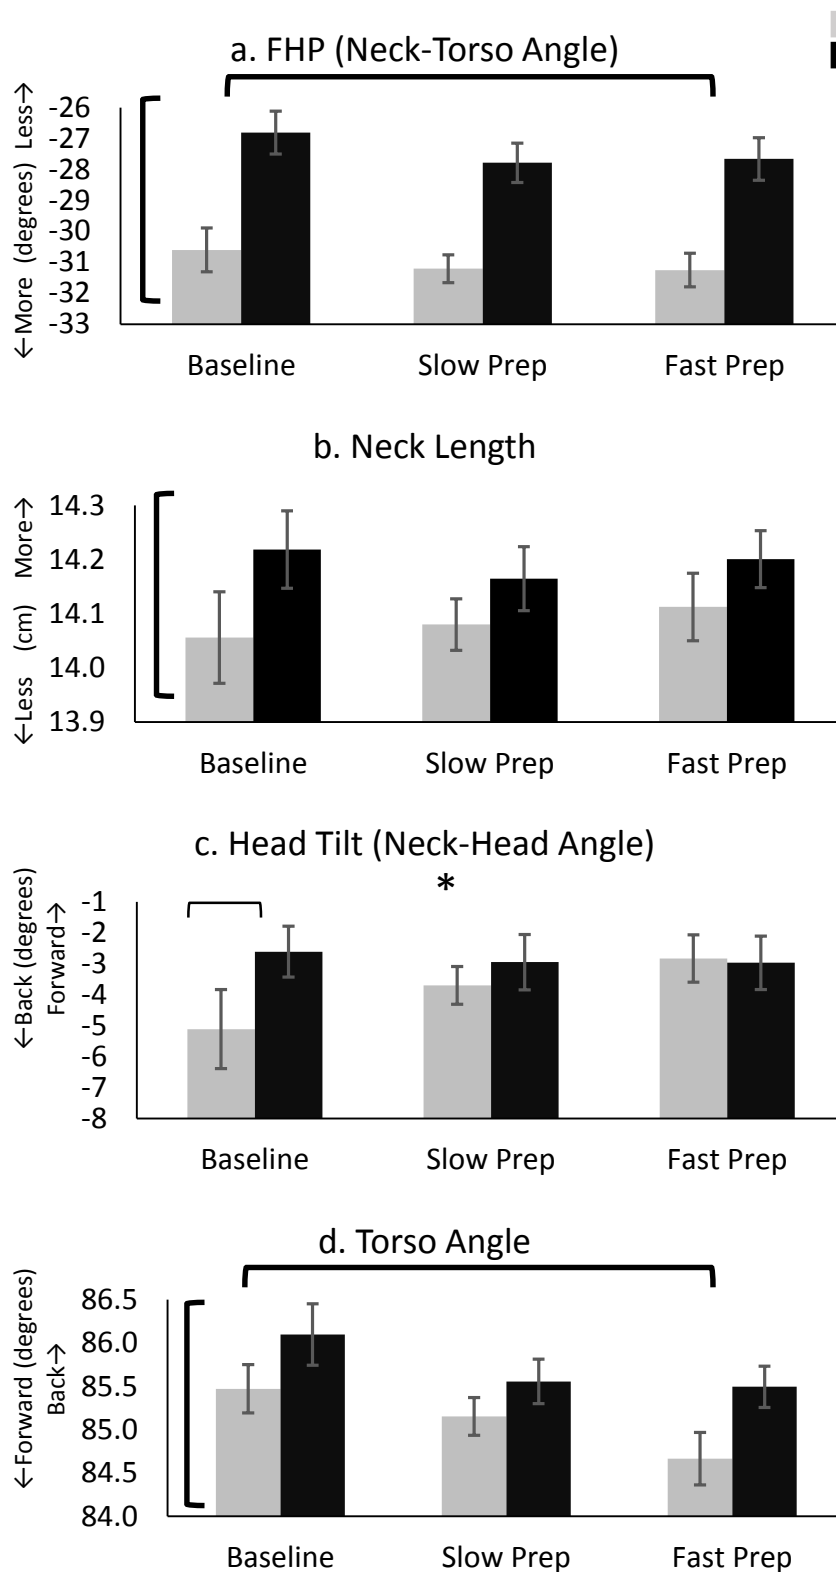 a. FHP (Neck-Torso Angle)
←More (degrees) Less→
-26
-27
-28
-29
-30
-31
-32
-33
Baseline Slow Prep Fast Prep
b. Neck Length
←Less (cm) More→
14.3
14.2
14.1
14.0
13.9
Baseline Slow Prep Fast Prep
c. Head Tilt (Neck-Head Angle)
*
←Back (degrees)
Forward→
-1
-2
-3
-4
-5
-6
-7
-8
Baseline Slow Prep Fast Prep
d. Torso Angle
←Forward (degrees)
Back→
86.5
86.0
85.5
85.0
84.5
84.0
Baseline Slow Prep Fast Prep